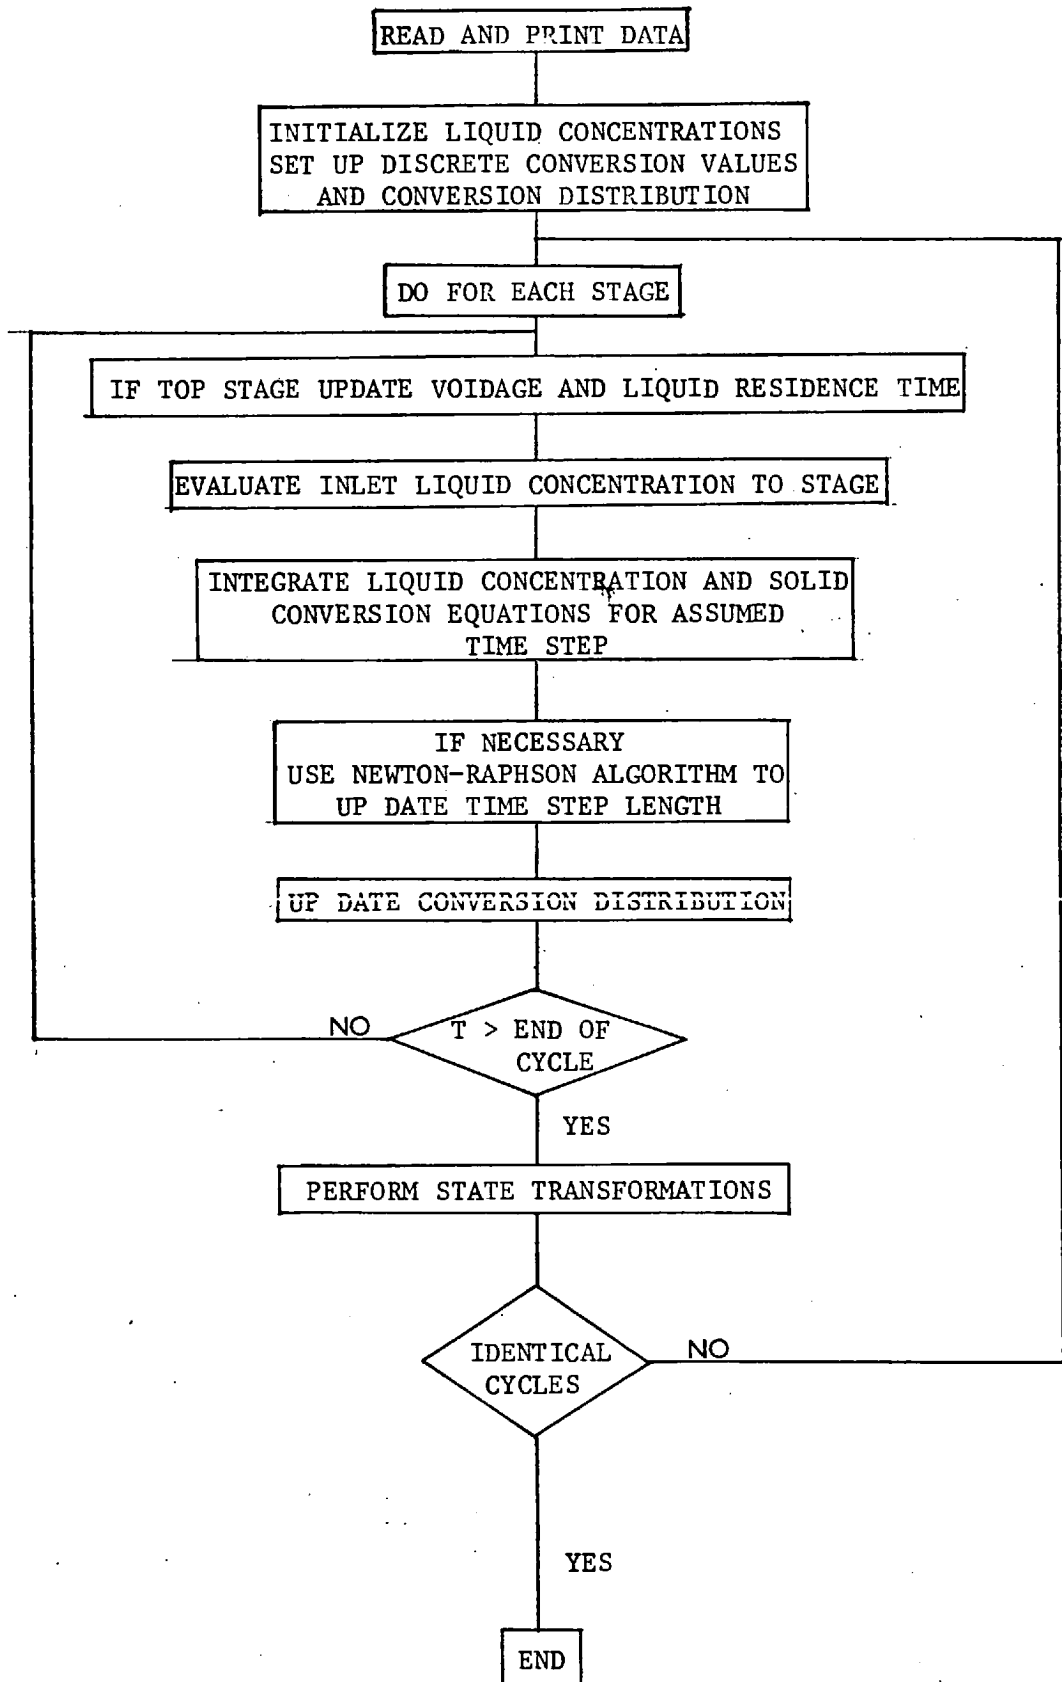 READ AND PRINT DATA
INITIALIZE LIQUID CONCENTRATIONS
SET UP DISCRETE CONVERSION VALUES
AND CONVERSION DISTRIBUTION
DO FOR EACH STAGE
IF TOP STAGE UPDATE VOIDAGE AND LIQUID RESIDENCE TIME
EVALUATE INLET LIQUID CONCENTRATION TO STAGE
INTEGRATE LIQUID CONCENTRATION AND SOLID
CONVERSION EQUATIONS FOR ASSUMED
TIME STEP
IF NECESSARY
USE NEWTON-RAPHSON ALGORITHM TO
UP DATE TIME STEP LENGTH
UP DATE CONVERSION DISTRIBUTION
NO
T > END OF
CYCLE
YES
PERFORM STATE TRANSFORMATIONS
IDENTICAL
CYCLES
NO
YES
END